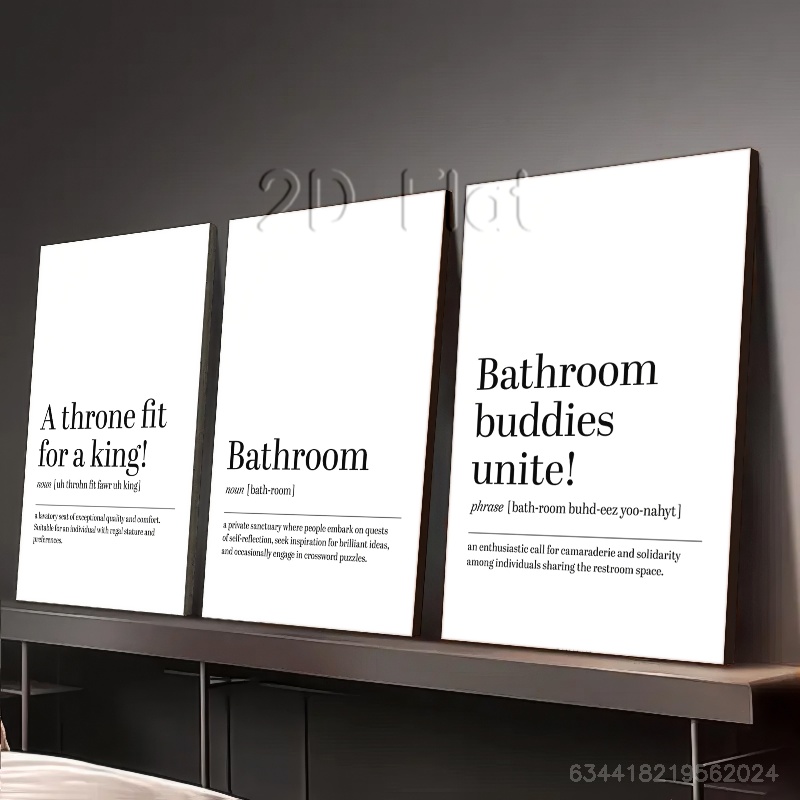 2D Flat
A throne fit
for a king!
noun [uh throhn fit fawr uh king]
a lavatory seat of exceptional quality and comfort.
Suitable for an individual with regal stature and
preferences.
Bathroom
noun [bath-room]
a private sanctuary where people embark on quests
of self-reflection, seek inspiration for brilliant ideas,
and occasionally engage in crossword puzzles.
Bathroom
buddies
unite!
phrase [bath-room buhd-eez yoo-nahyt]
an enthusiastic call for camaraderie and solidarity
among individuals sharing the restroom space.
634418219562024